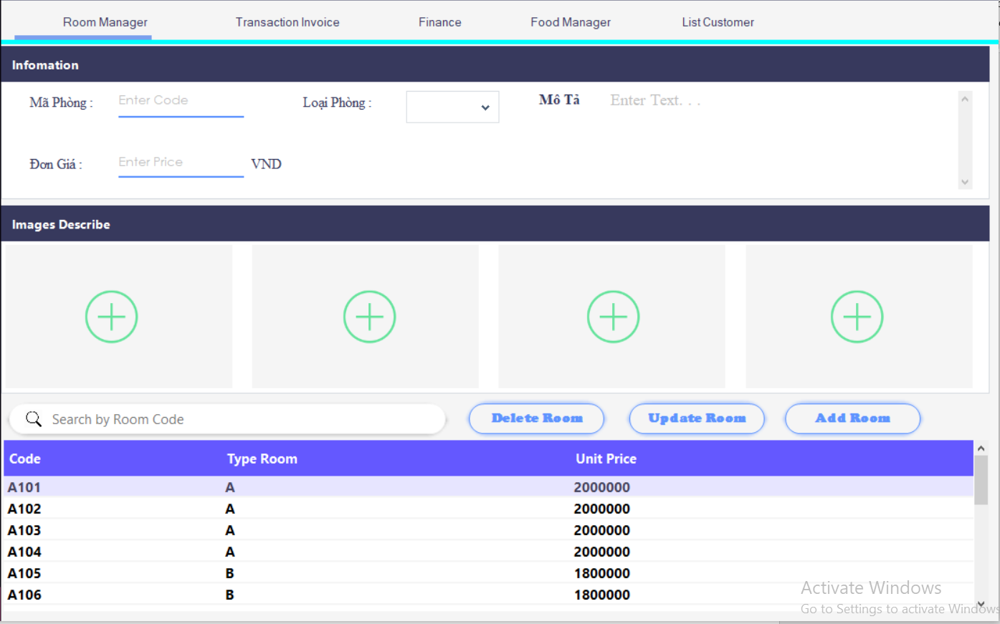 Room Manager Transaction Invoice Finance Food Manager List Customer
Infomation
Mã Phòng : Enter Code Loại Phòng : Mô Tả Enter Text. . .
Đơn Giá : Enter Price VND
Images Describe
Search by Room Code Delete Room Update Room Add Room
Code Type Room Unit Price
A101 A 2000000
A102 A 2000000
A103 A 2000000
A104 A 2000000
A105 B 1800000
A106 B 1800000
Activate Windows
Go to Settings to activate Windows